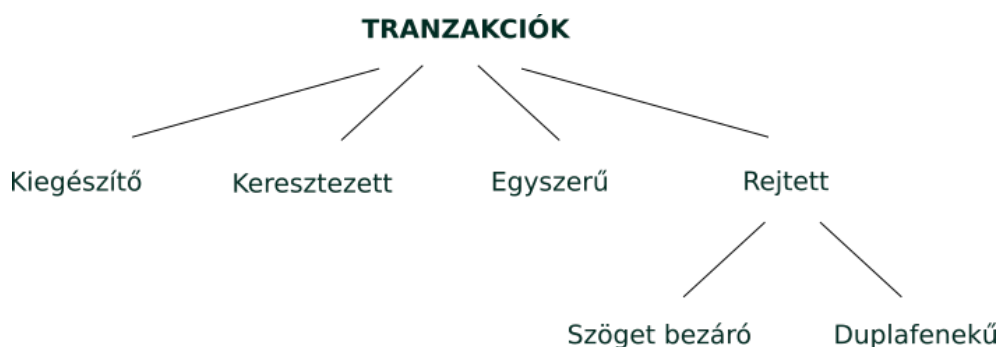 TRANZAKCIÓK
Kiegészítő Keresztezett Egyszerű Rejtett
Szöget bezáró Duplafenekű